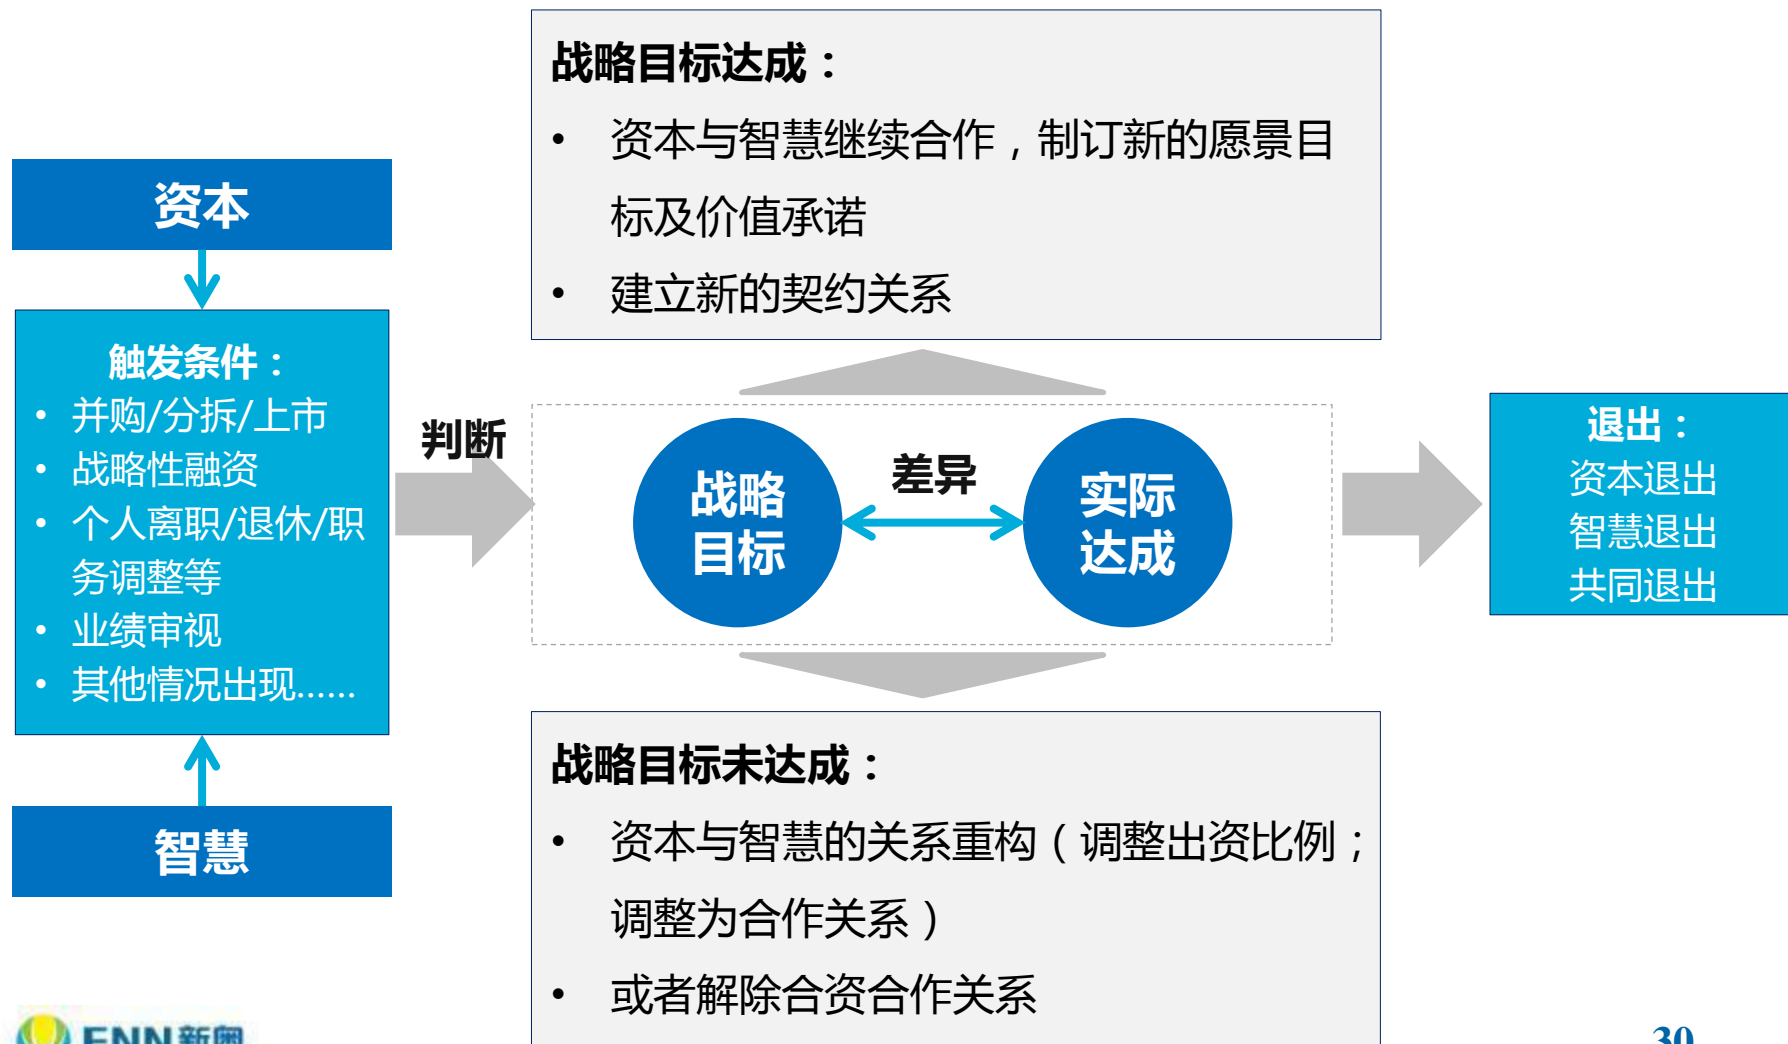 战略目标达成：
• 资本与智慧继续合作，制订新的愿景目
标及价值承诺
• 建立新的契约关系
资本
触发条件：
• 并购/分拆/上市
• 战略性融资
• 个人离职/退休/职
务调整等
• 业绩审视
• 其他情况出现......
智慧
判断
战略
目标
差异
实际
达成
退出：
资本退出
智慧退出
共同退出
战略目标未达成：
• 资本与智慧的关系重构（调整出资比例；
调整为合作关系）
• 或者解除合资合作关系
ENN新奥
30